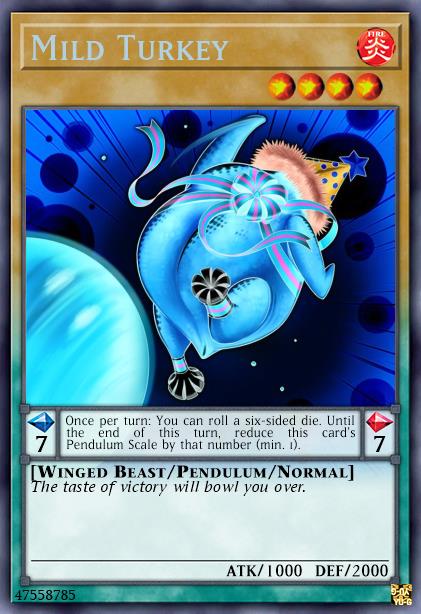 Mild Turkey
FIRE
炎
Once per turn: You can roll a six-sided die. Until
the end of this turn, reduce this card's
Pendulum Scale by that number (min. 1).
7
7
[Winged Beast/Pendulum/Normal]
The taste of victory will bowl you over.
ATK/1000 DEF/2000
47558785